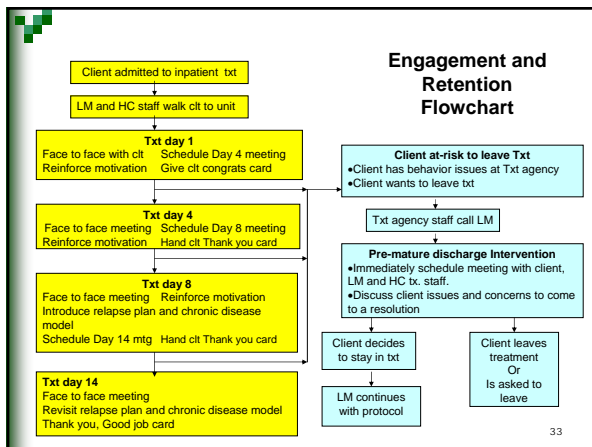 Engagement and
Retention
Flowchart
Client admitted to inpatient txt
LM and HC staff walk clt to unit
Txt day 1
Face to face with clt Schedule Day 4 meeting
Reinforce motivation Give clt congrats card
Txt day 4
Face to face meeting Schedule Day 8 meeting
Reinforce motivation Hand clt Thank you card
Txt day 8
Face to face meeting Reinforce motivation
Introduce relapse plan and chronic disease
model
Schedule Day 14 mtg Hand clt Thank you card
Txt day 14
Face to face meeting
Revisit relapse plan and chronic disease model
Thank you, Good job card
Client at-risk to leave Txt
•Client has behavior issues at Txt agency
•Client wants to leave txt
Txt agency staff call LM
Pre-mature discharge Intervention
•Immediately schedule meeting with client,
LM and HC tx. staff.
•Discuss client issues and concerns to come
to a resolution
Client decides
to stay in txt
LM continues
with protocol
Client leaves
treatment
Or
Is asked to
leave
33